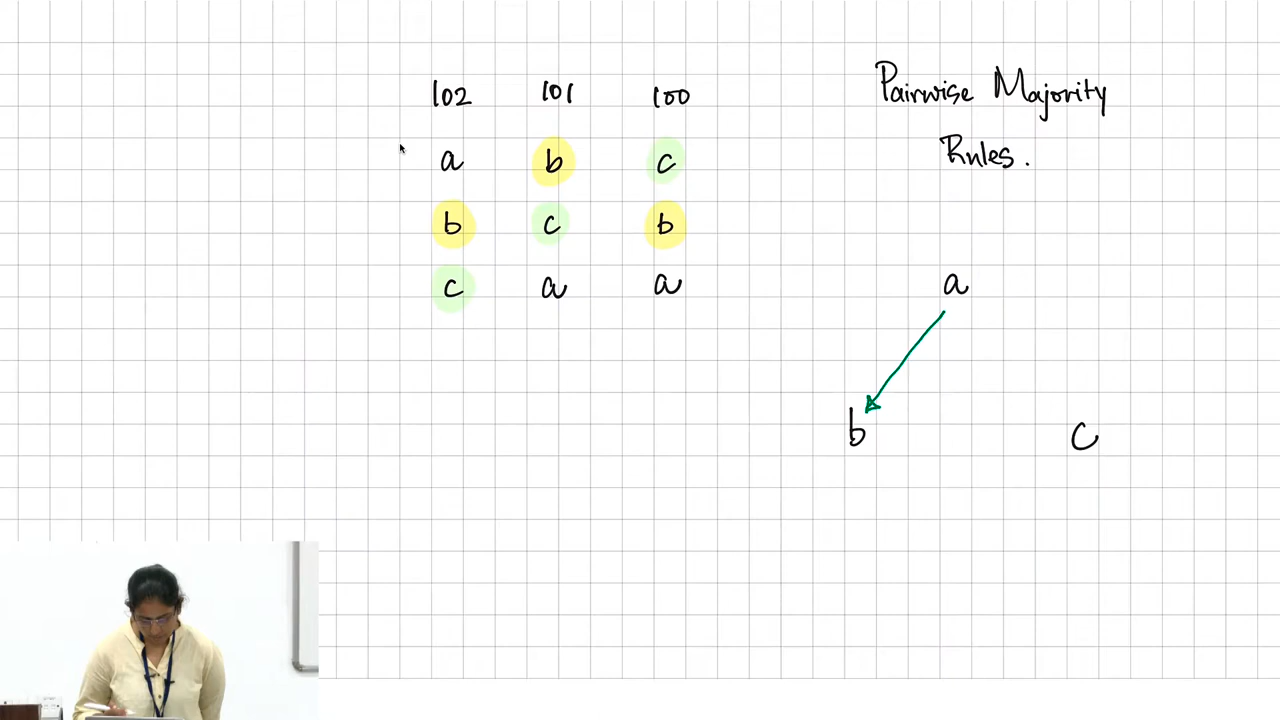 102 101 100
a b c
b c b
c a a
Pairwise Majority
Rules.
a
b c